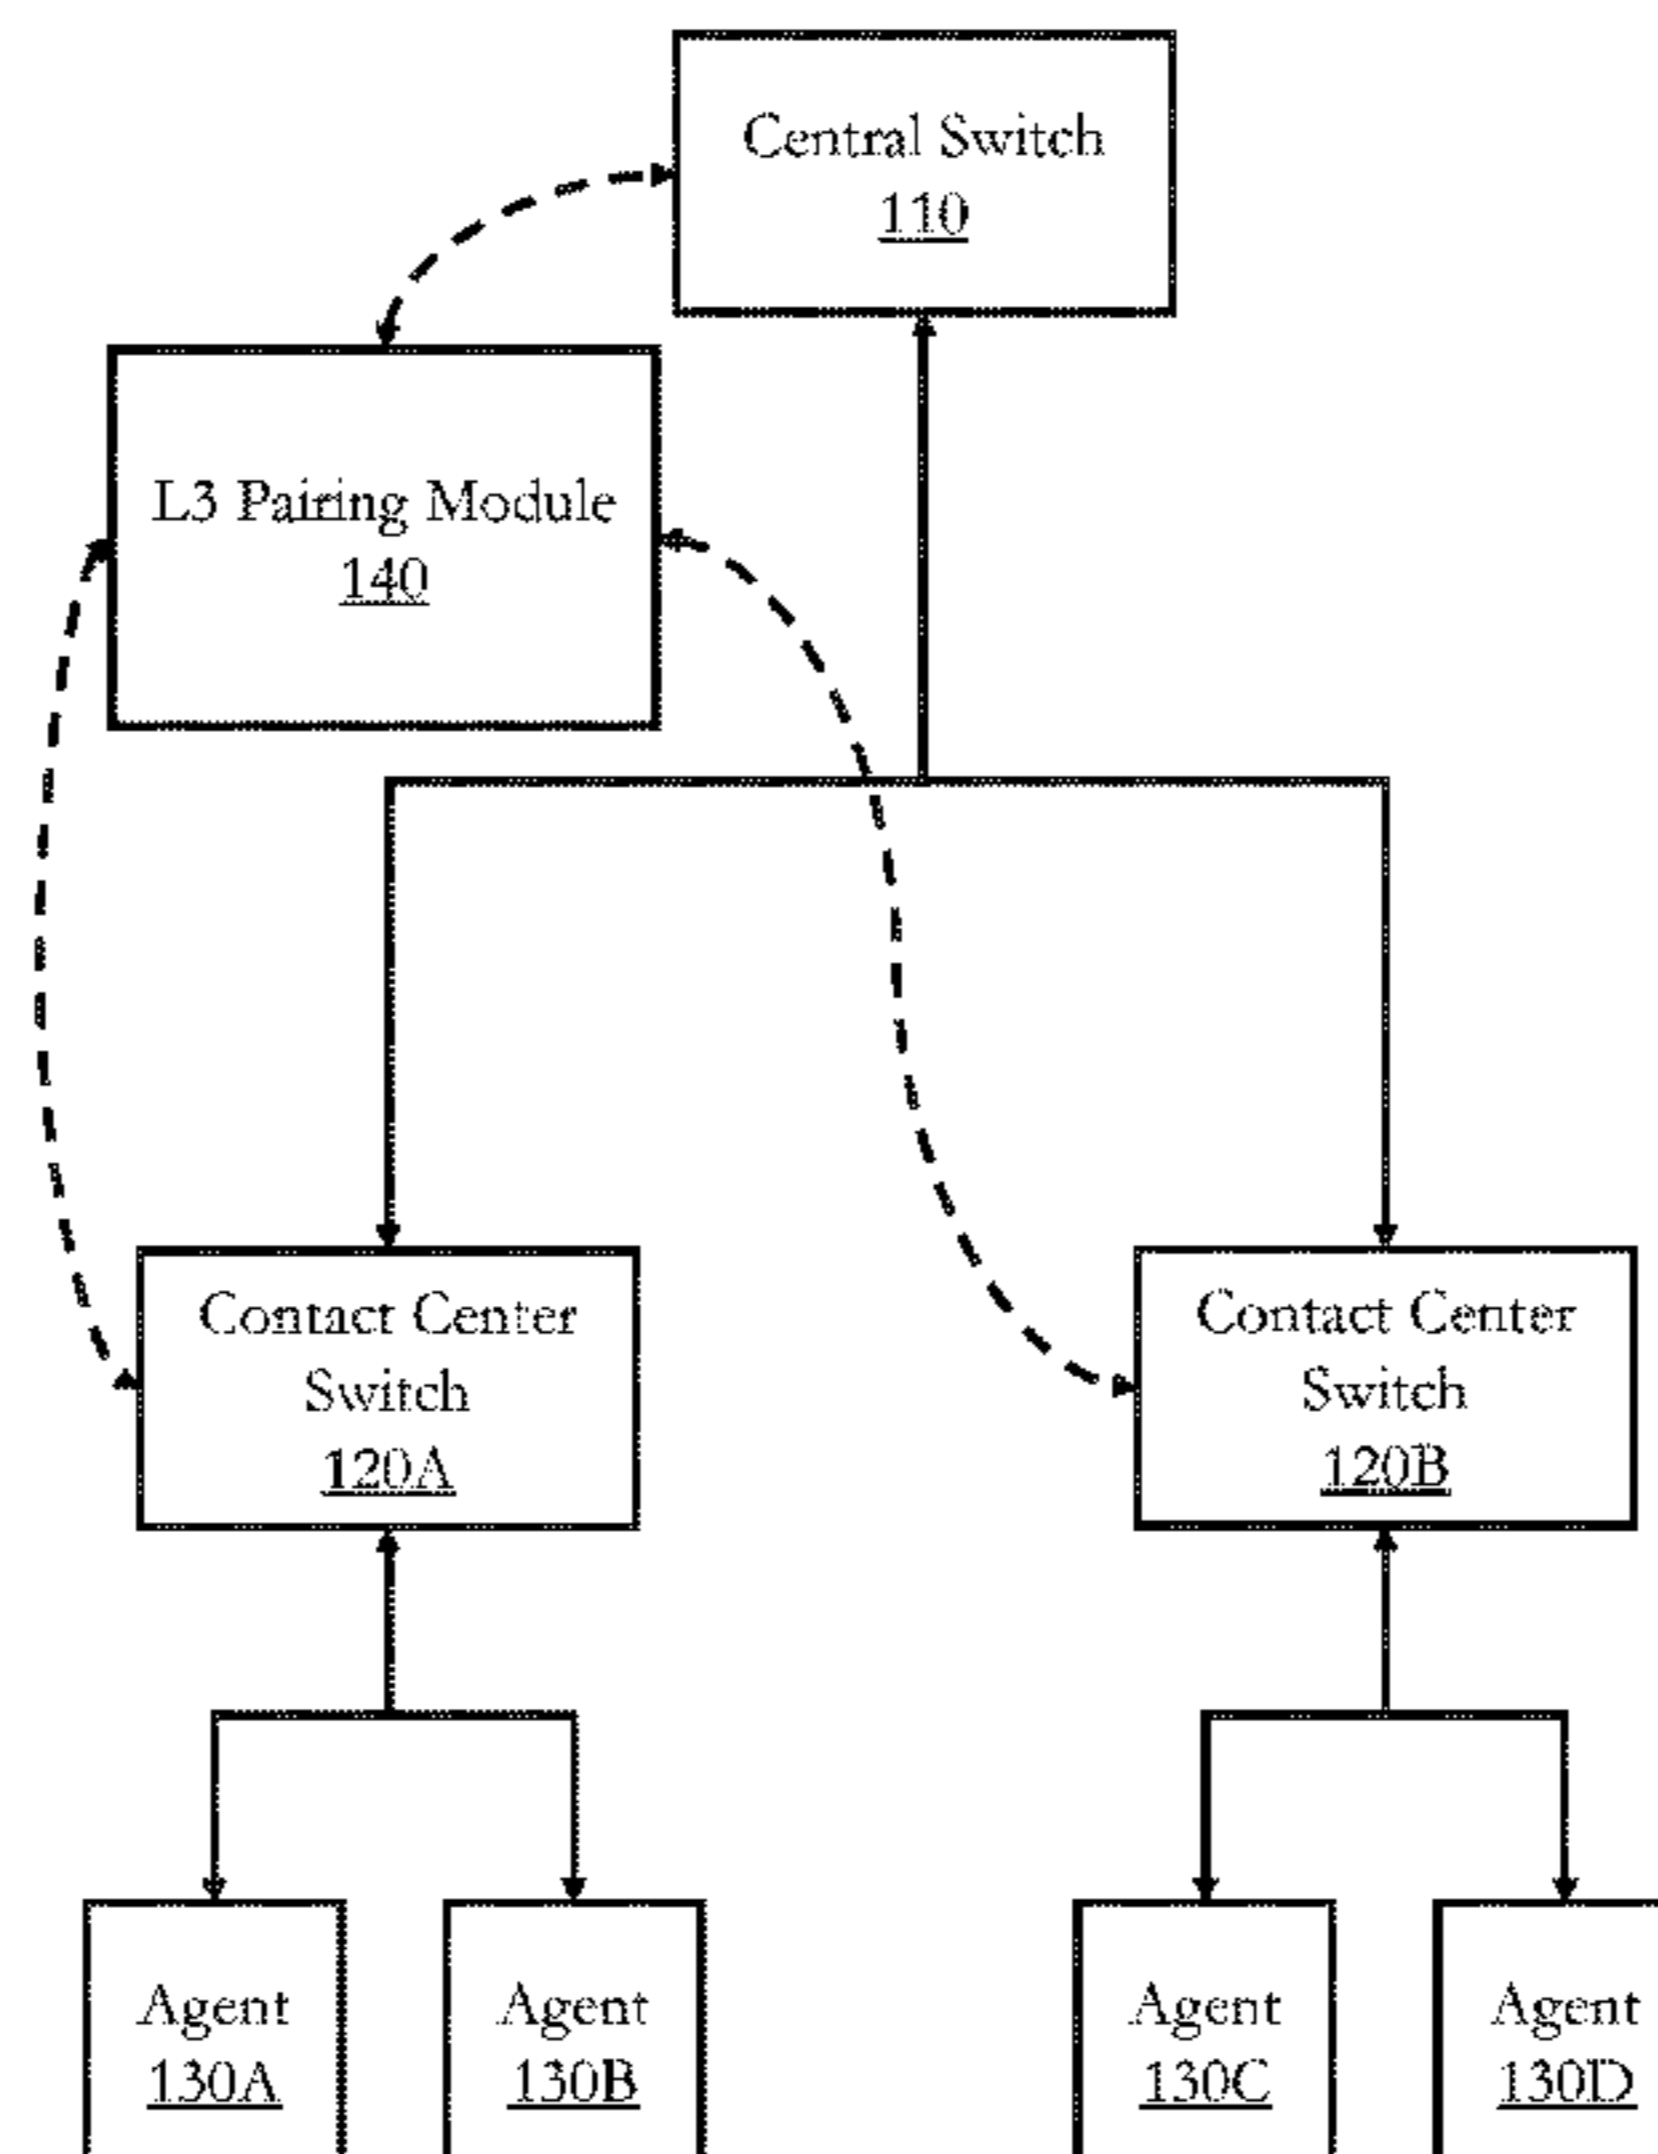 Central Switch
110
L3 Pairing Module
140
Contact Center
Switch
120A
Contact Center
Switch
120B
Agent
130A
Agent
130B
Agent
130C
Agent
130D